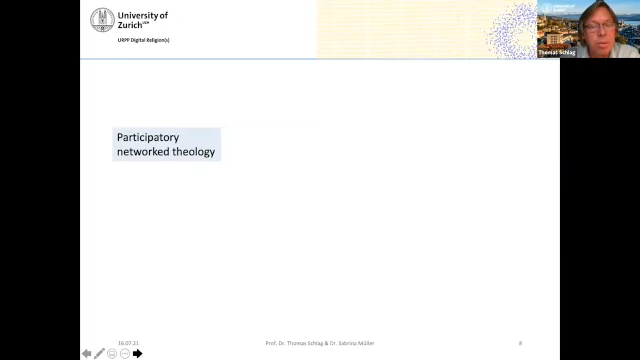 University of
Zurich UZH
URPP Digital Religion(s)
Thomas Schlag
Participatory
networked theology
16.07.21
Prof. Dr. Thomas Schlag & Dr. Sabrina Müller
8